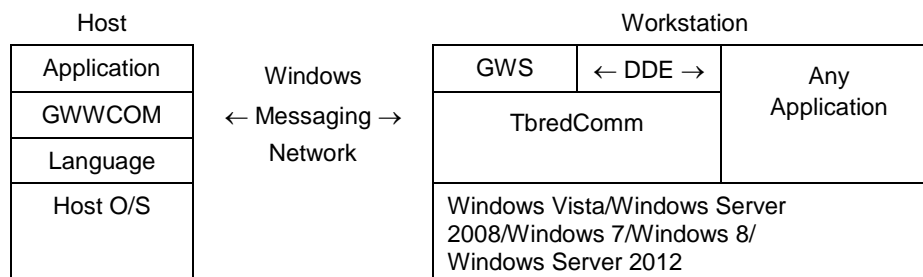 Host
Workstation
Application
GWWCOM
Language
Host O/S
Windows
← Messaging →
Network
GWS
← DDE →
Any
Application
TbredComm
Windows Vista/Windows Server
2008/Windows 7/Windows 8/
Windows Server 2012